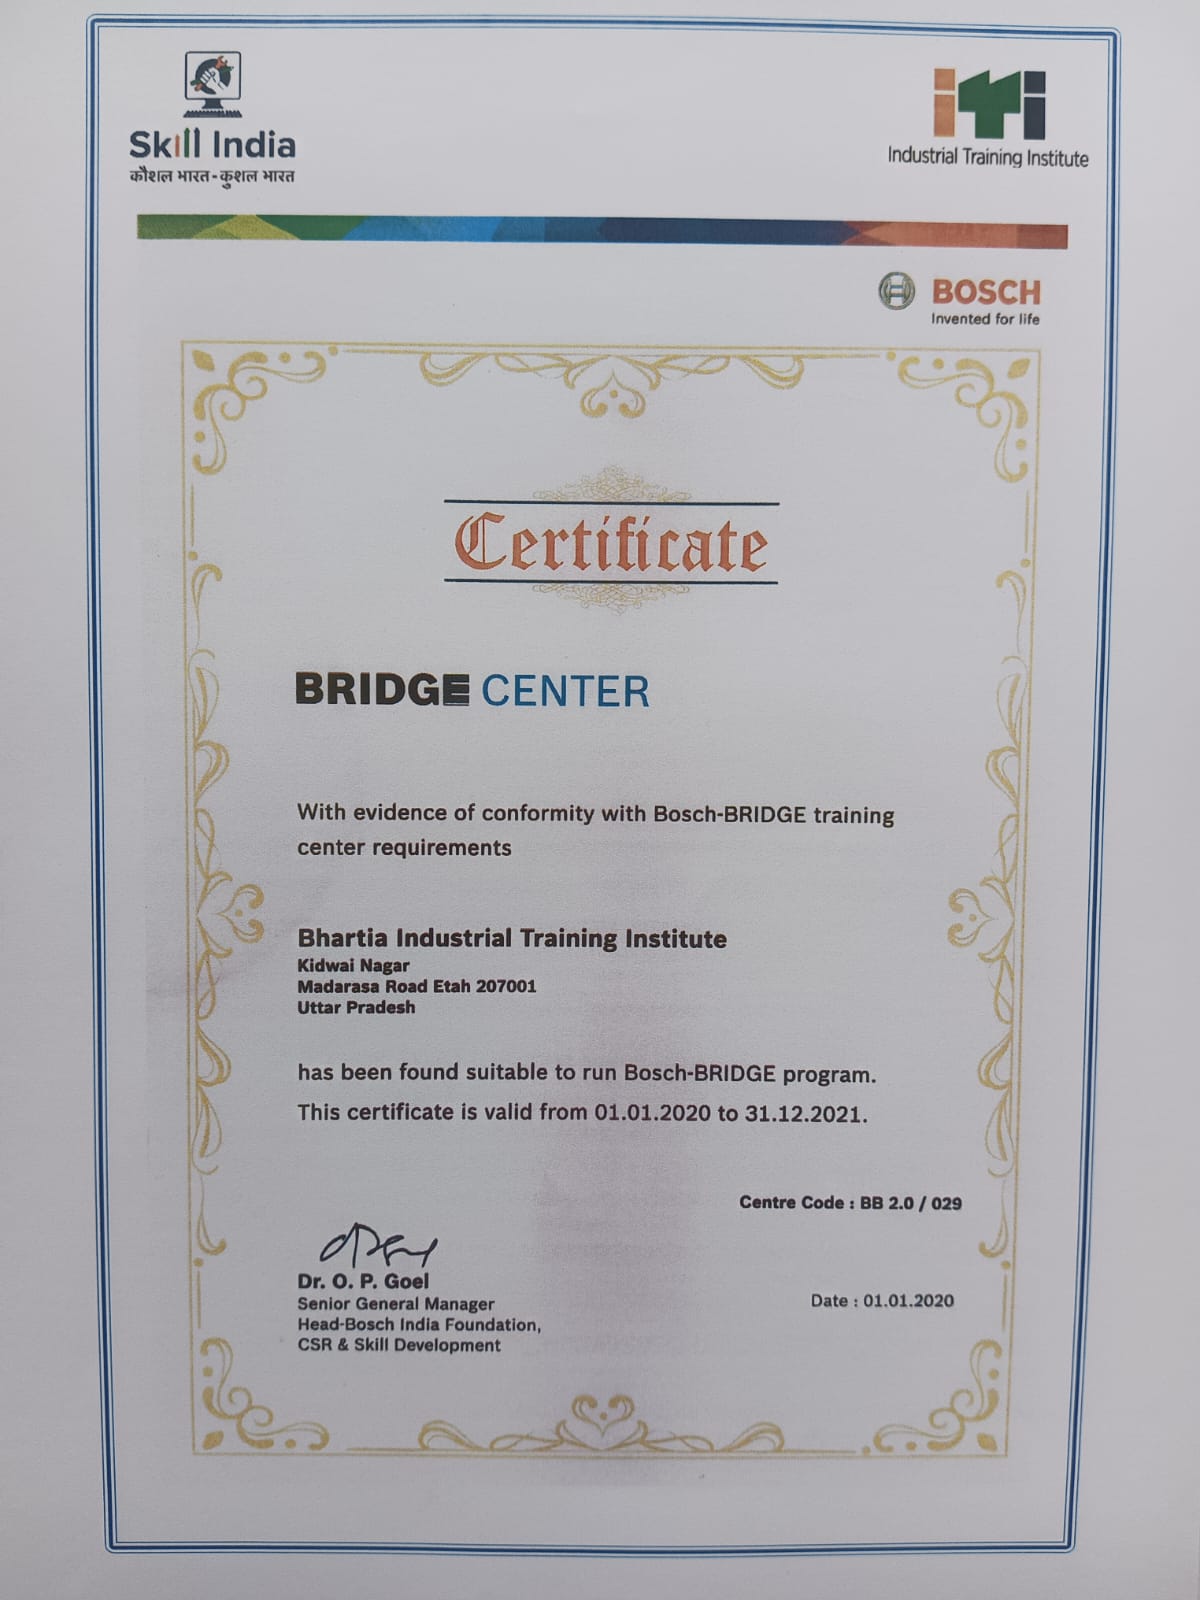 Skill India
कौशल भारत-कुशल भारत
iTi
Industrial Training Institute
BOSCH
Invented for life
Certificate
BRIDGE CENTER
With evidence of conformity with Bosch-BRIDGE training
center requirements
Bhartia Industrial Training Institute
Kidwai Nagar
Madarasa Road Etah 207001
Uttar Pradesh
has been found suitable to run Bosch-BRIDGE program.
This certificate is valid from 01.01.2020 to 31.12.2021.
Centre Code : BB 2.0 / 029
Dr. O. P. Goel
Senior General Manager
Head-Bosch India Foundation,
CSR & Skill Development
Date : 01.01.2020